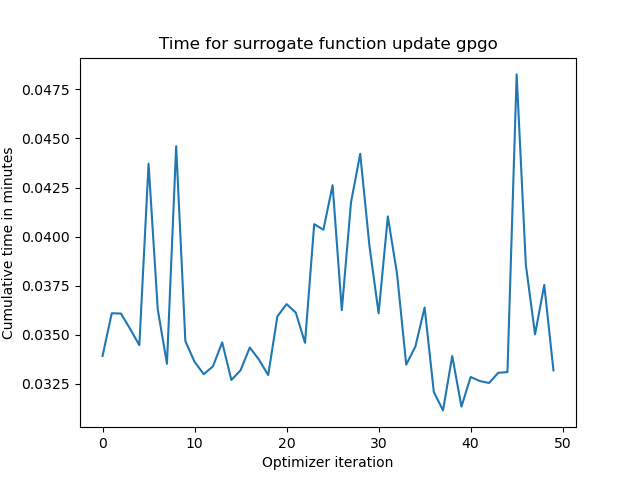 Time for surrogate function update gpgo
Cumulative time in minutes
0.0475
0.0450
0.0425
0.0400
0.0375
0.0350
0.0325
0 10 20 30 40 50
Optimizer iteration